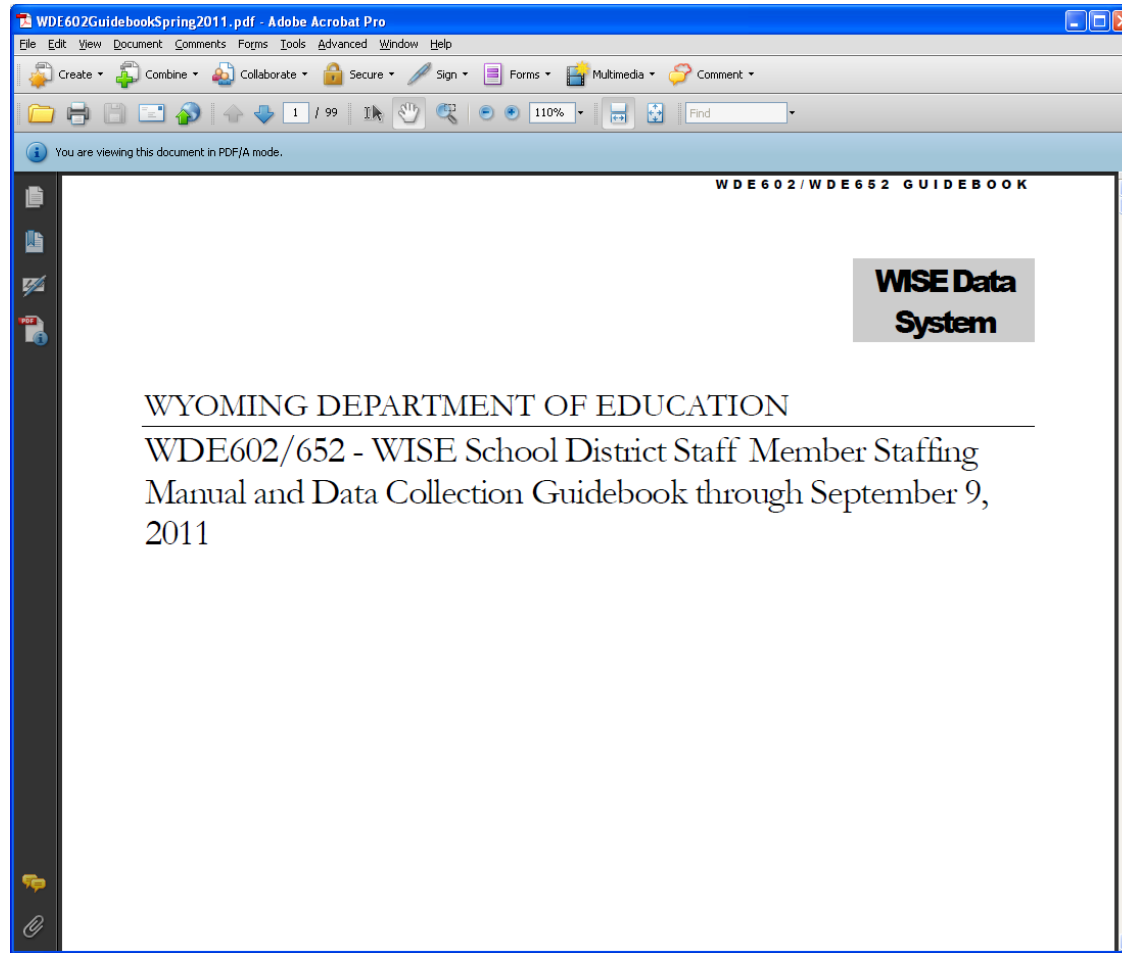 WDE602GuidebookSpring2011.pdf - Adobe Acrobat Pro
File Edit View Document Comments Forms Tools Advanced Window Help
Create Combine Collaborate Secure Sign Forms Multimedia Comment
1 / 99 110% Find
You are viewing this document in PDF/A mode.
WDE602/WDE652 GUIDEBOOK
WISE Data
System
WYOMING DEPARTMENT OF EDUCATION
WDE602/652 - WISE School District Staff Member Staffing
Manual and Data Collection Guidebook through September 9,
2011